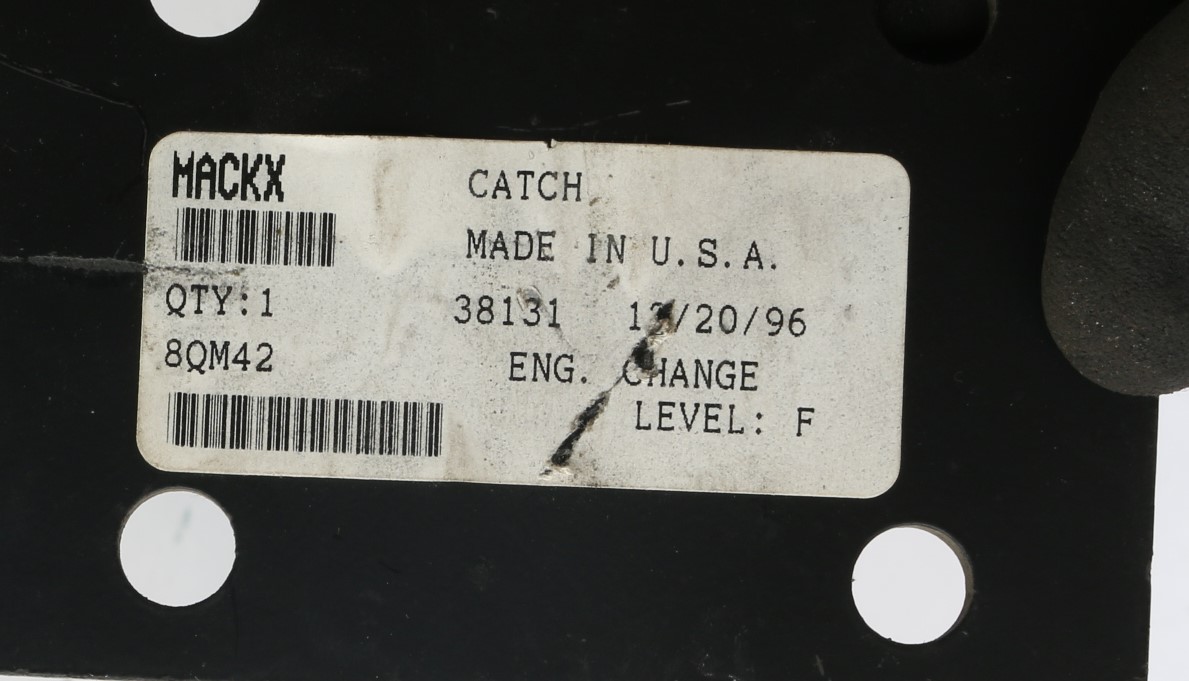 MACKX
CATCH
MADE IN U.S.A.
QTY:1
38131
8QM42
ENG. CHANGE
LEVEL: F